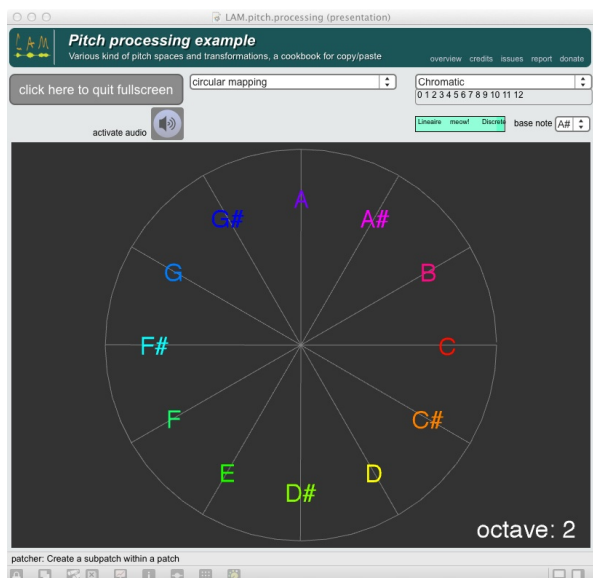 LAM.pitch.processing (presentation)
LAM
Pitch processing example
Various kind of pitch spaces and transformations, a cookbook for copy/paste
overview credits issues report donate
click here to quit fullscreen
circular mapping
Chromatic
0 1 2 3 4 5 6 7 8 9 10 11 12
activate audio
Lineaire meow! Discrete
base note A#
A
G#
A#
G
B
F#
C
F
C#
E
D
D#
octave: 2
patcher: Create a subpatch within a patch